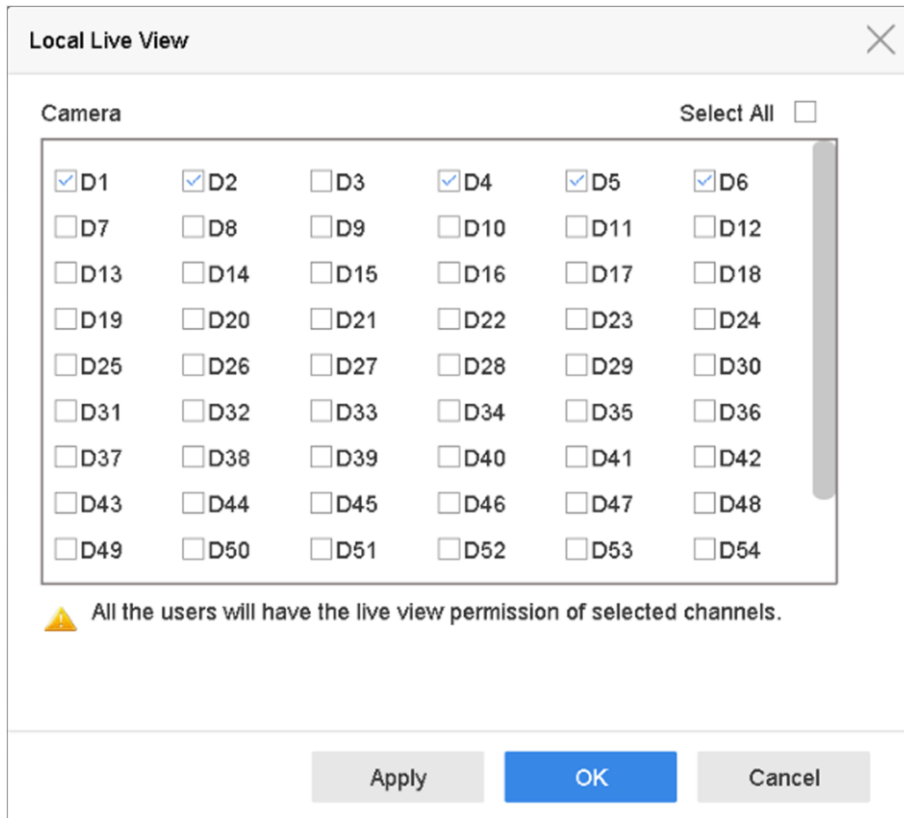 Local Live View
Camera Select All
D1 D2 D3 D4 D5 D6
D7 D8 D9 D10 D11 D12
D13 D14 D15 D16 D17 D18
D19 D20 D21 D22 D23 D24
D25 D26 D27 D28 D29 D30
D31 D32 D33 D34 D35 D36
D37 D38 D39 D40 D41 D42
D43 D44 D45 D46 D47 D48
D49 D50 D51 D52 D53 D54
All the users will have the live view permission of selected channels.
Apply OK Cancel